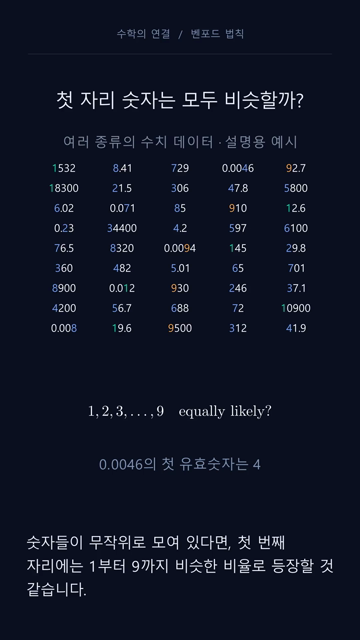 수학의 연결 / 벤포드 법칙
첫 자리 숫자는 모두 비슷할까?
여러 종류의 수치 데이터 · 설명용 예시
1532 8.41 729 0.0046 92.7
18300 21.5 306 47.8 5800
6.02 0.071 85 910 12.6
0.23 34400 4.2 597 6100
76.5 8320 0.0094 145 29.8
360 482 5.01 65 701
8900 0.012 930 246 37.1
4200 56.7 688 72 10900
0.008 19.6 9500 312 41.9
1, 2, 3, . . . , 9 equally likely?
0.0046의 첫 유효숫자는 4
숫자들이 무작위로 모여 있다면, 첫 번째
자리에는 1부터 9까지 비슷한 비율로 등장할 것
같습니다.